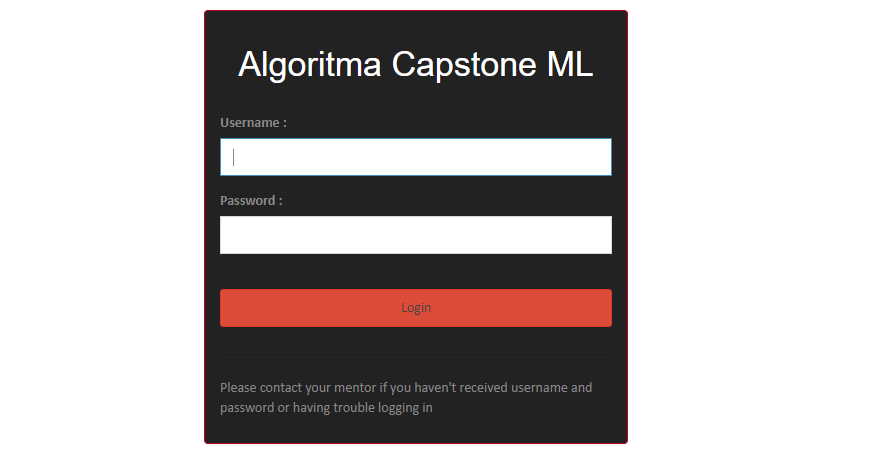 Algoritma Capstone ML
Username :
Password :
Login
Please contact your mentor if you haven't received username and
password or having trouble logging in